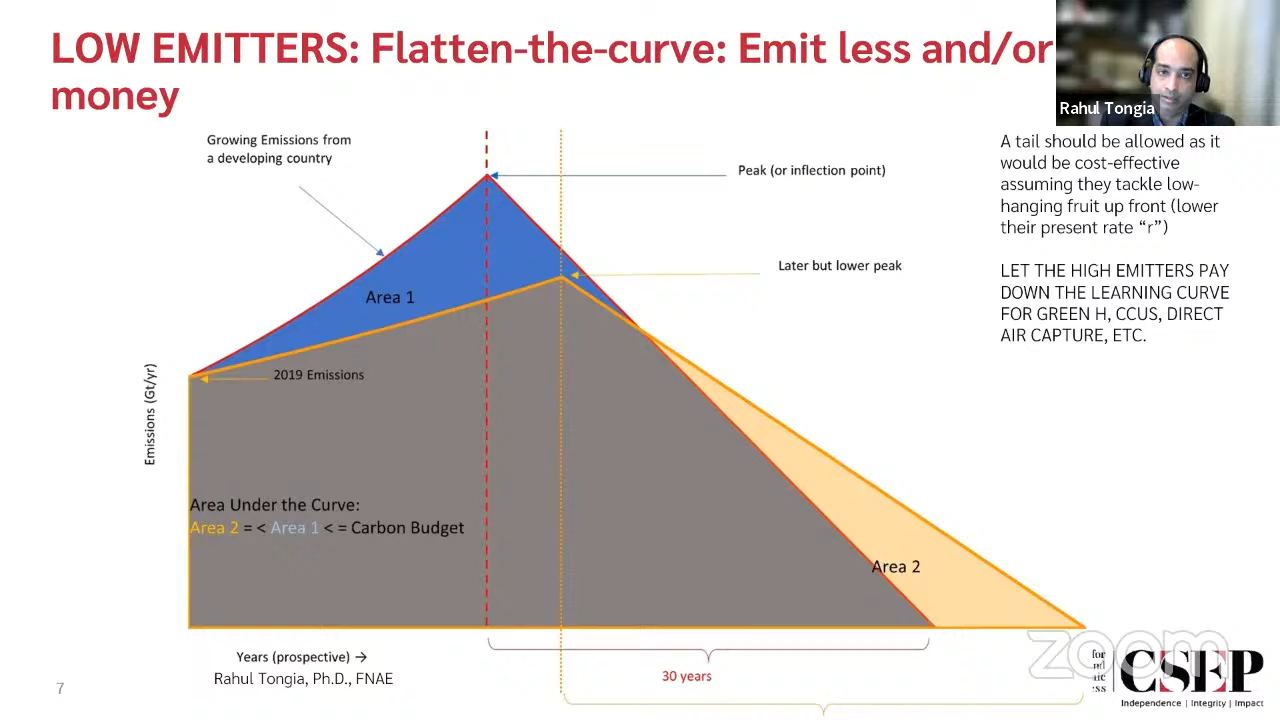 LOW EMITTERS: Flatten-the-curve: Emit less and/or
money
Rahul Tongia
Growing Emissions from
a developing country
Peak (or inflection point)
A tail should be allowed as it
would be cost-effective
assuming they tackle low-
hanging fruit up front (lower
their present rate “r”)
Later but lower peak
LET THE HIGH EMITTERS PAY
DOWN THE LEARNING CURVE
FOR GREEN H, CCUS, DIRECT
AIR CAPTURE, ETC.
Area 1
2019 Emissions
Emissions (Gt/yr)
Area Under the Curve:
Area 2 = < Area 1 < = Carbon Budget
Area 2
Years (prospective) →
Rahul Tongia, Ph.D., FNAE
30 years
zoom
for
CSEP
Independence | Integrity | Impact
7